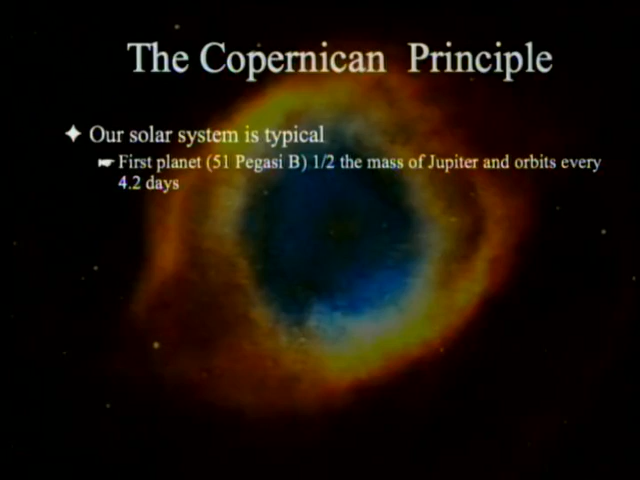 The Copernican Principle
Our solar system is typical
First planet (51 Pegasi B) 1/2 the mass of Jupiter and orbits every
4.2 days